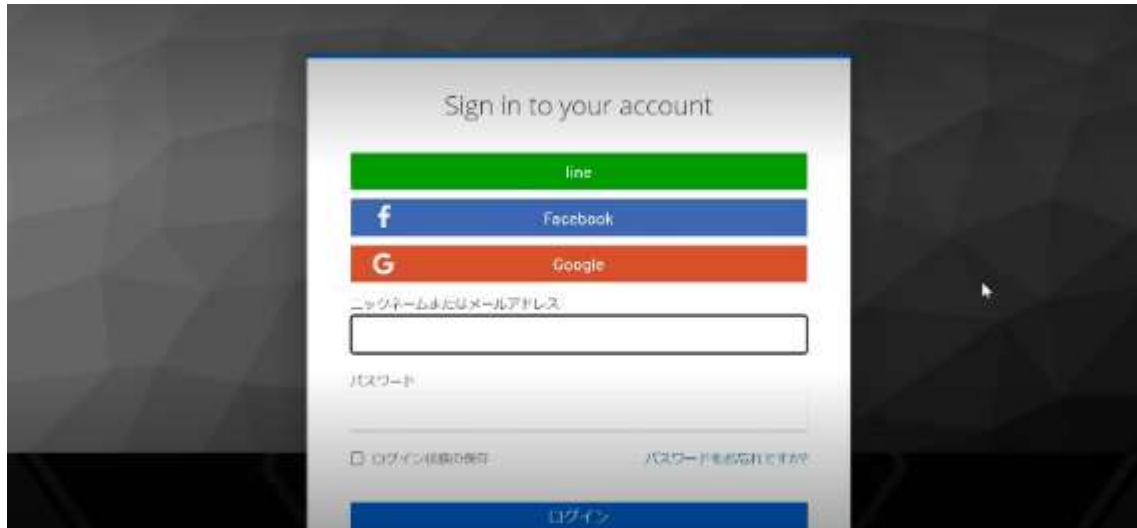 Sign in to your account
line
Facebook
Google
ニックネームまたはメールアドレス
パスワード
ログイン状態の保存
パスワードをお忘れですか?
ログイン